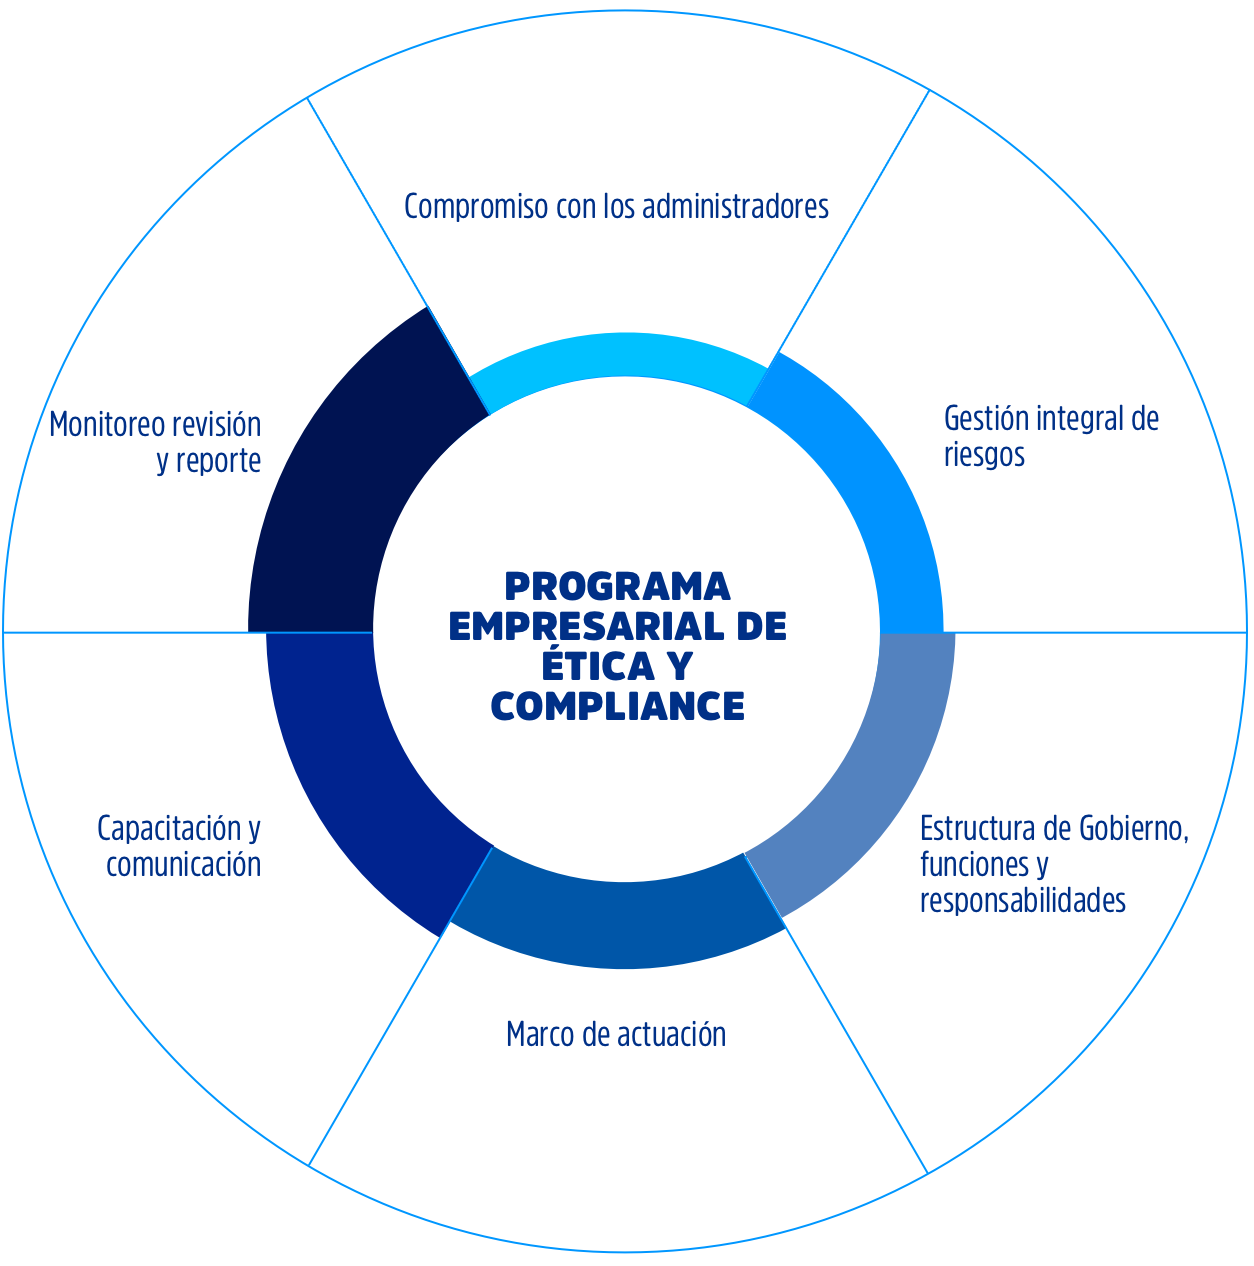 Compromiso con los administradores
Gestión integral de
riesgos
Estructura de Gobierno,
funciones y
responsabilidades
Marco de actuación
Capacitación y
comunicación
Monitoreo revisión
y reporte
PROGRAMA
EMPRESARIAL DE
ÉTICA Y
COMPLIANCE